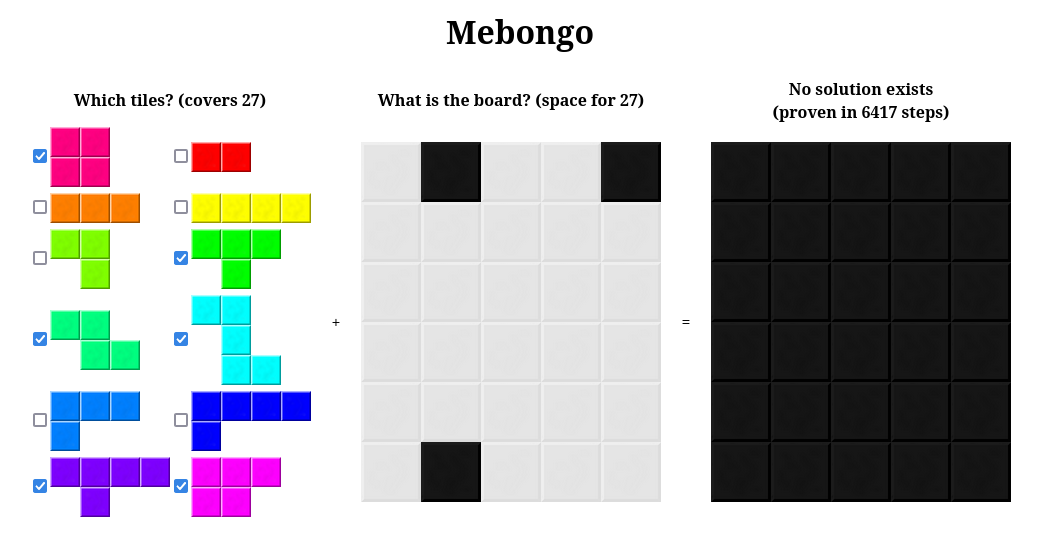 Mebongo
Which tiles? (covers 27)
What is the board? (space for 27)
No solution exists
(proven in 6417 steps)
+
=